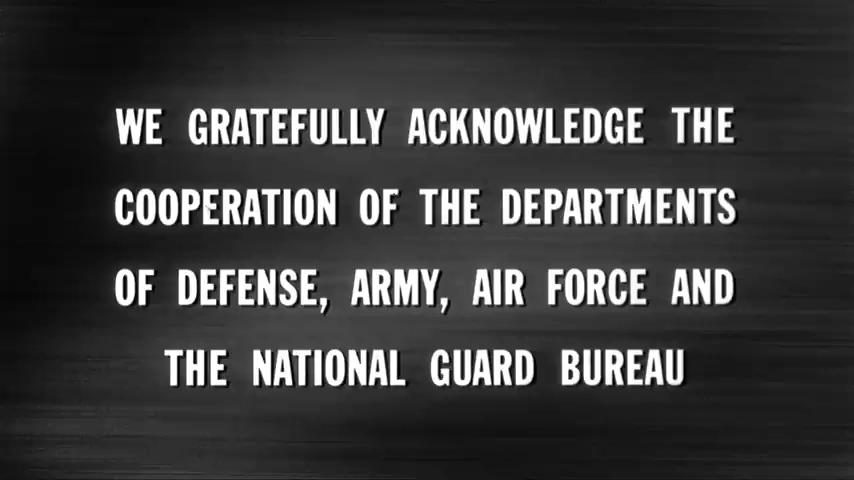 WE GRATEFULLY ACKNOWLEDGE THE
COOPERATION OF THE DEPARTMENTS
OF DEFENSE, ARMY, AIR FORCE AND
THE NATIONAL GUARD BUREAU